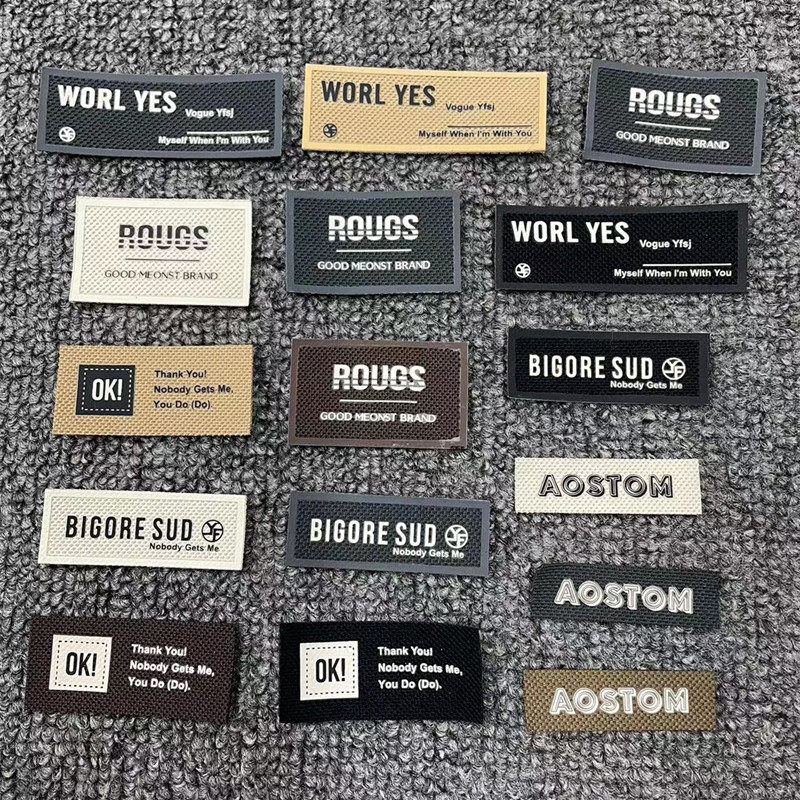 WORL YES
Vogue Yfsj
Myself When I'm With You
WORL YES
Vogue Yfsj
Myself When I'm With You
ROUGS
GOOD MEONST BRAND
ROUGS
GOOD MEONST BRAND
ROUGS
GOOD MEONST BRAND
WORL YES
Vogue Yfsj
Myself When I'm With You
OK!
Thank You!
Nobody Gets Me,
You Do (Do).
ROUGS
GOOD MEONST BRAND
BIGORE SUD
Nobody Gets Me
AOSTOM
BIGORE SUD
Nobody Gets Me
BIGORE SUD
Nobody Gets Me
AOSTOM
OK!
Thank You!
Nobody Gets Me,
You Do (Do).
OK!
Thank You!
Nobody Gets Me,
You Do (Do).
AOSTOM